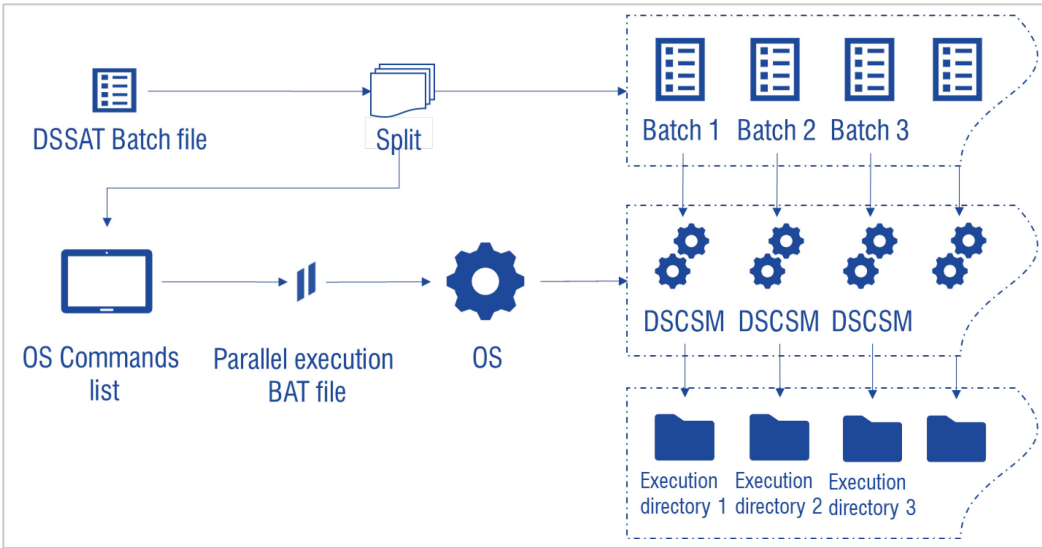 DSSAT Batch file
Split
Batch 1
Batch 2
Batch 3
OS Commands
list
Parallel execution
BAT file
OS
DSCSM
DSCSM
DSCSM
Execution
directory 1
Execution
directory 2
Execution
directory 3